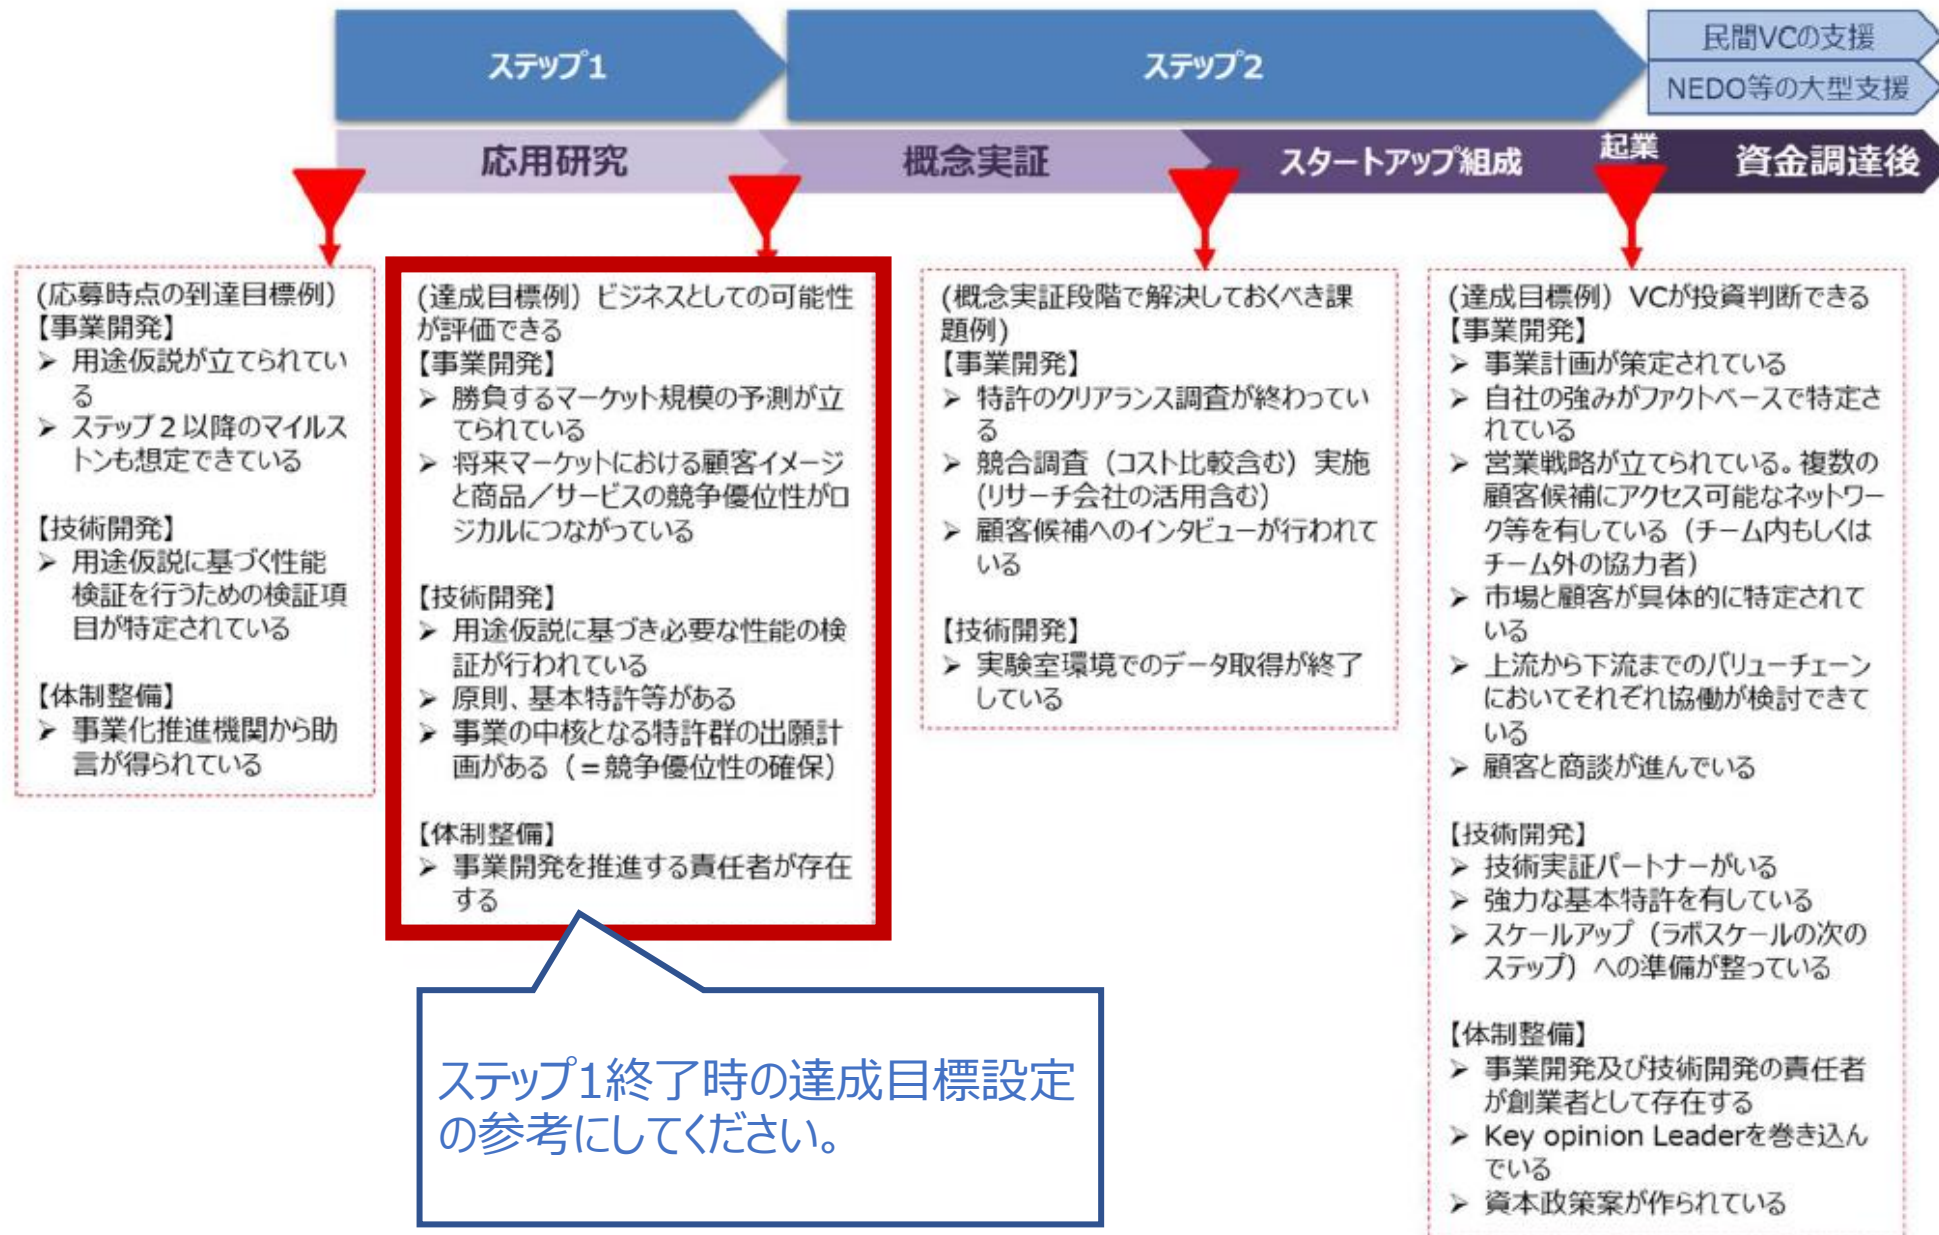 ステップ1
ステップ2
民間VCの支援
NEDO等の大型支援
応用研究
概念実証
スタートアップ組成
起業
資金調達後
(応募時点の到達目標例)
【事業開発】
➢ 用途仮説が立てられてい
る
➢ ステップ２以降のマイルス
トンも想定できている
【技術開発】
➢ 用途仮説に基づく性能
検証を行うための検証項
目が特定されている
【体制整備】
➢ 事業化推進機関から助
言が得られている
(達成目標例）ビジネスとしての可能性
が評価できる
【事業開発】
➢ 勝負するマーケット規模の予測が立
てられている
➢ 将来マーケットにおける顧客イメージ
と商品／サービスの競争優位性がロ
ジカルにつながっている
【技術開発】
➢ 用途仮説に基づき必要な性能の検
証が行われている
➢ 原則、基本特許等がある
➢ 事業の中核となる特許群の出願計
画がある（＝競争優位性の確保）
【体制整備】
➢ 事業開発を推進する責任者が存在
する
ステップ1終了時の達成目標設定
の参考にしてください。
(概念実証段階で解決しておくべき課
題例)
【事業開発】
➢ 特許のクリアランス調査が終わってい
る
➢ 競合調査（コスト比較含む）実施
(リサーチ会社の活用含む)
➢ 顧客候補へのインタビューが行われて
いる
【技術開発】
➢ 実験室環境でのデータ取得が終了
している
(達成目標例）VCが投資判断できる
【事業開発】
➢ 事業計画が策定されている
➢ 自社の強みがファクトベースで特定さ
れている
➢ 営業戦略が立てられている。複数の
顧客候補にアクセス可能なネットワー
ク等を有している（チーム内もしくは
チーム外の協力者）
➢ 市場と顧客が具体的に特定されて
いる
➢ 上流から下流までのバリューチェーン
においてそれぞれ協働が検討できて
いる
➢ 顧客と商談が進んでいる
【技術開発】
➢ 技術実証パートナーがいる
➢ 強力な基本特許を有している
➢ スケールアップ（ラボスケールの次の
ステップ）への準備が整っている
【体制整備】
➢ 事業開発及び技術開発の責任者
が創業者として存在する
➢ Key opinion Leaderを巻き込ん
でいる
➢ 資本政策案が作られている